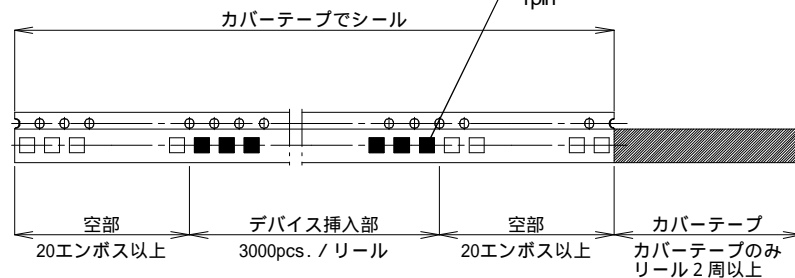 1pin
カバーテープでシール
空部
デバイス挿入部
空部
カバーテープ
20エンボス以上
3000pcs. / リール
20エンボス以上
カバーテープのみ
リール2周以上